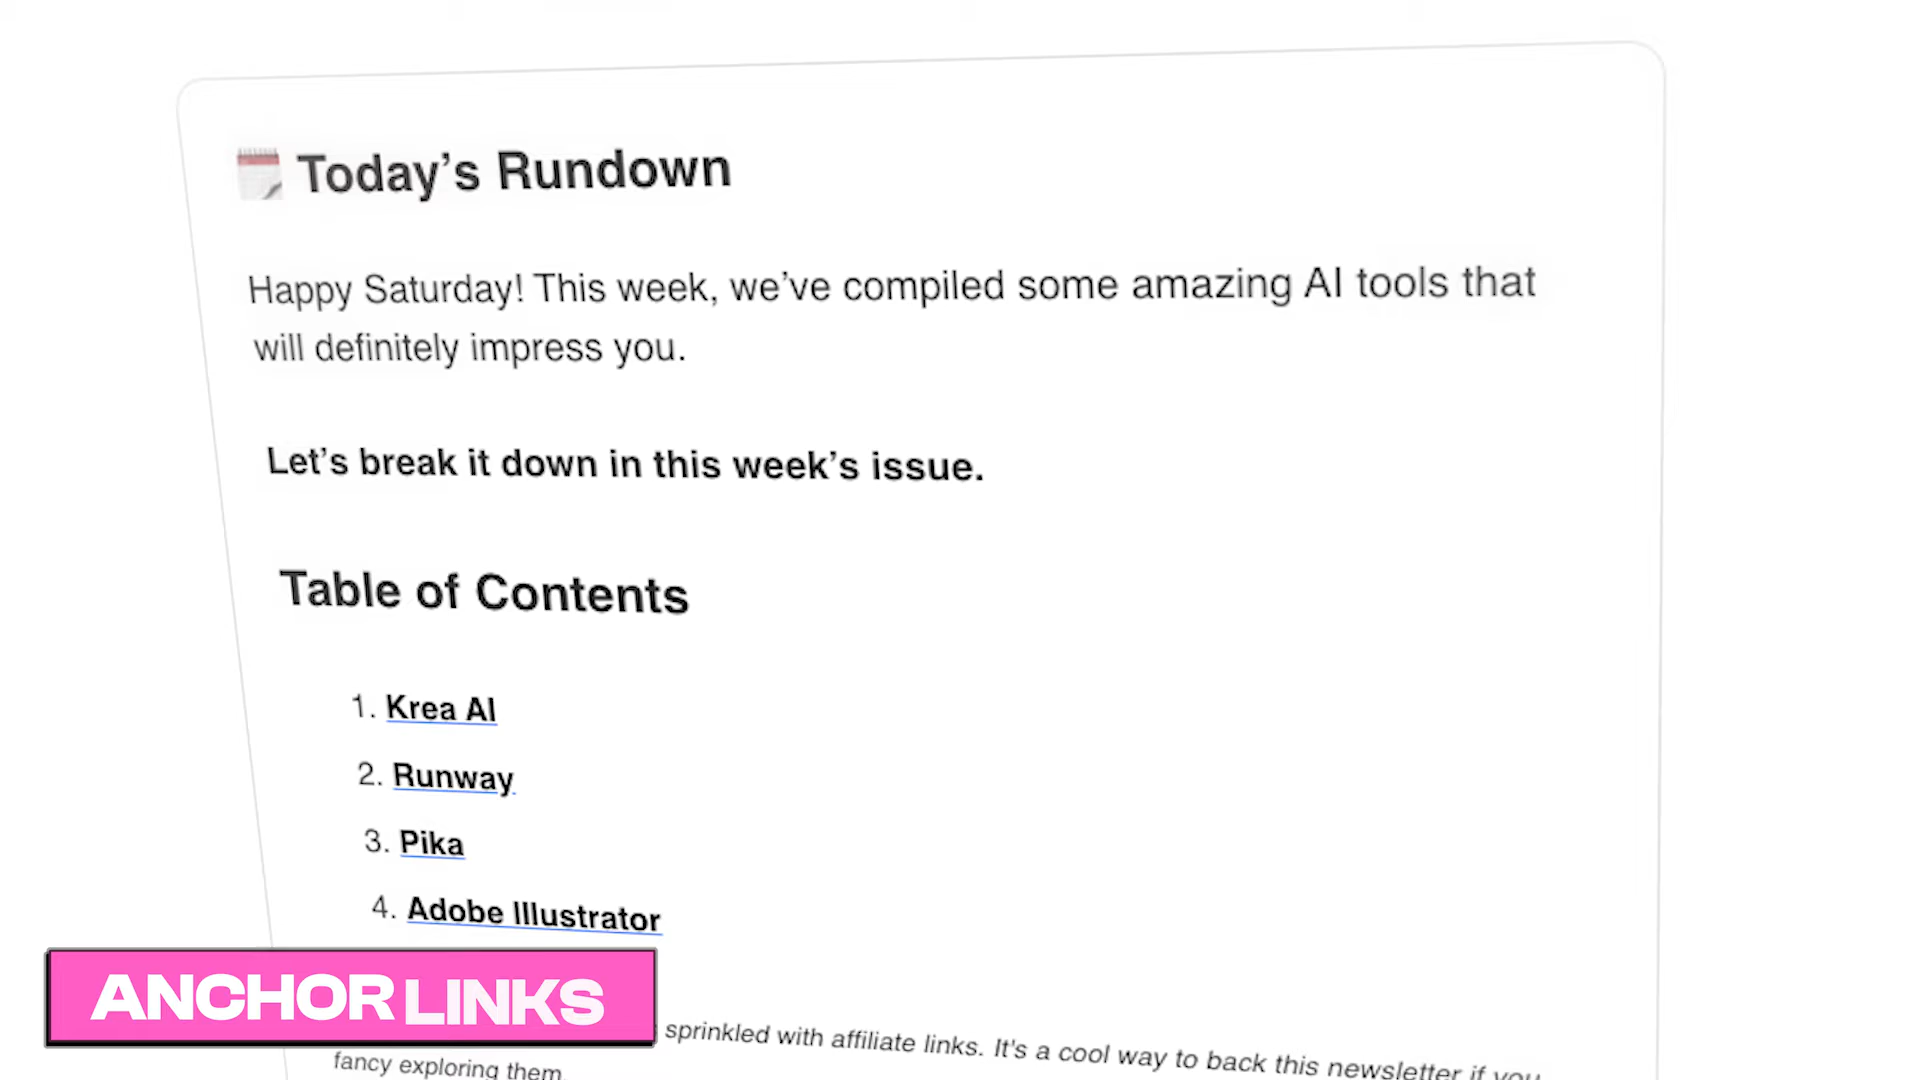 Today’s Rundown
Happy Saturday! This week, we’ve compiled some amazing AI tools that
will definitely impress you.
Let’s break it down in this week’s issue.
Table of Contents
1. Krea AI
2. Runway
3. Pika
4. Adobe Illustrator
ANCHOR LINKS
sprinkled with affiliate links. It's a cool way to back this newsletter if you
fancy exploring them.